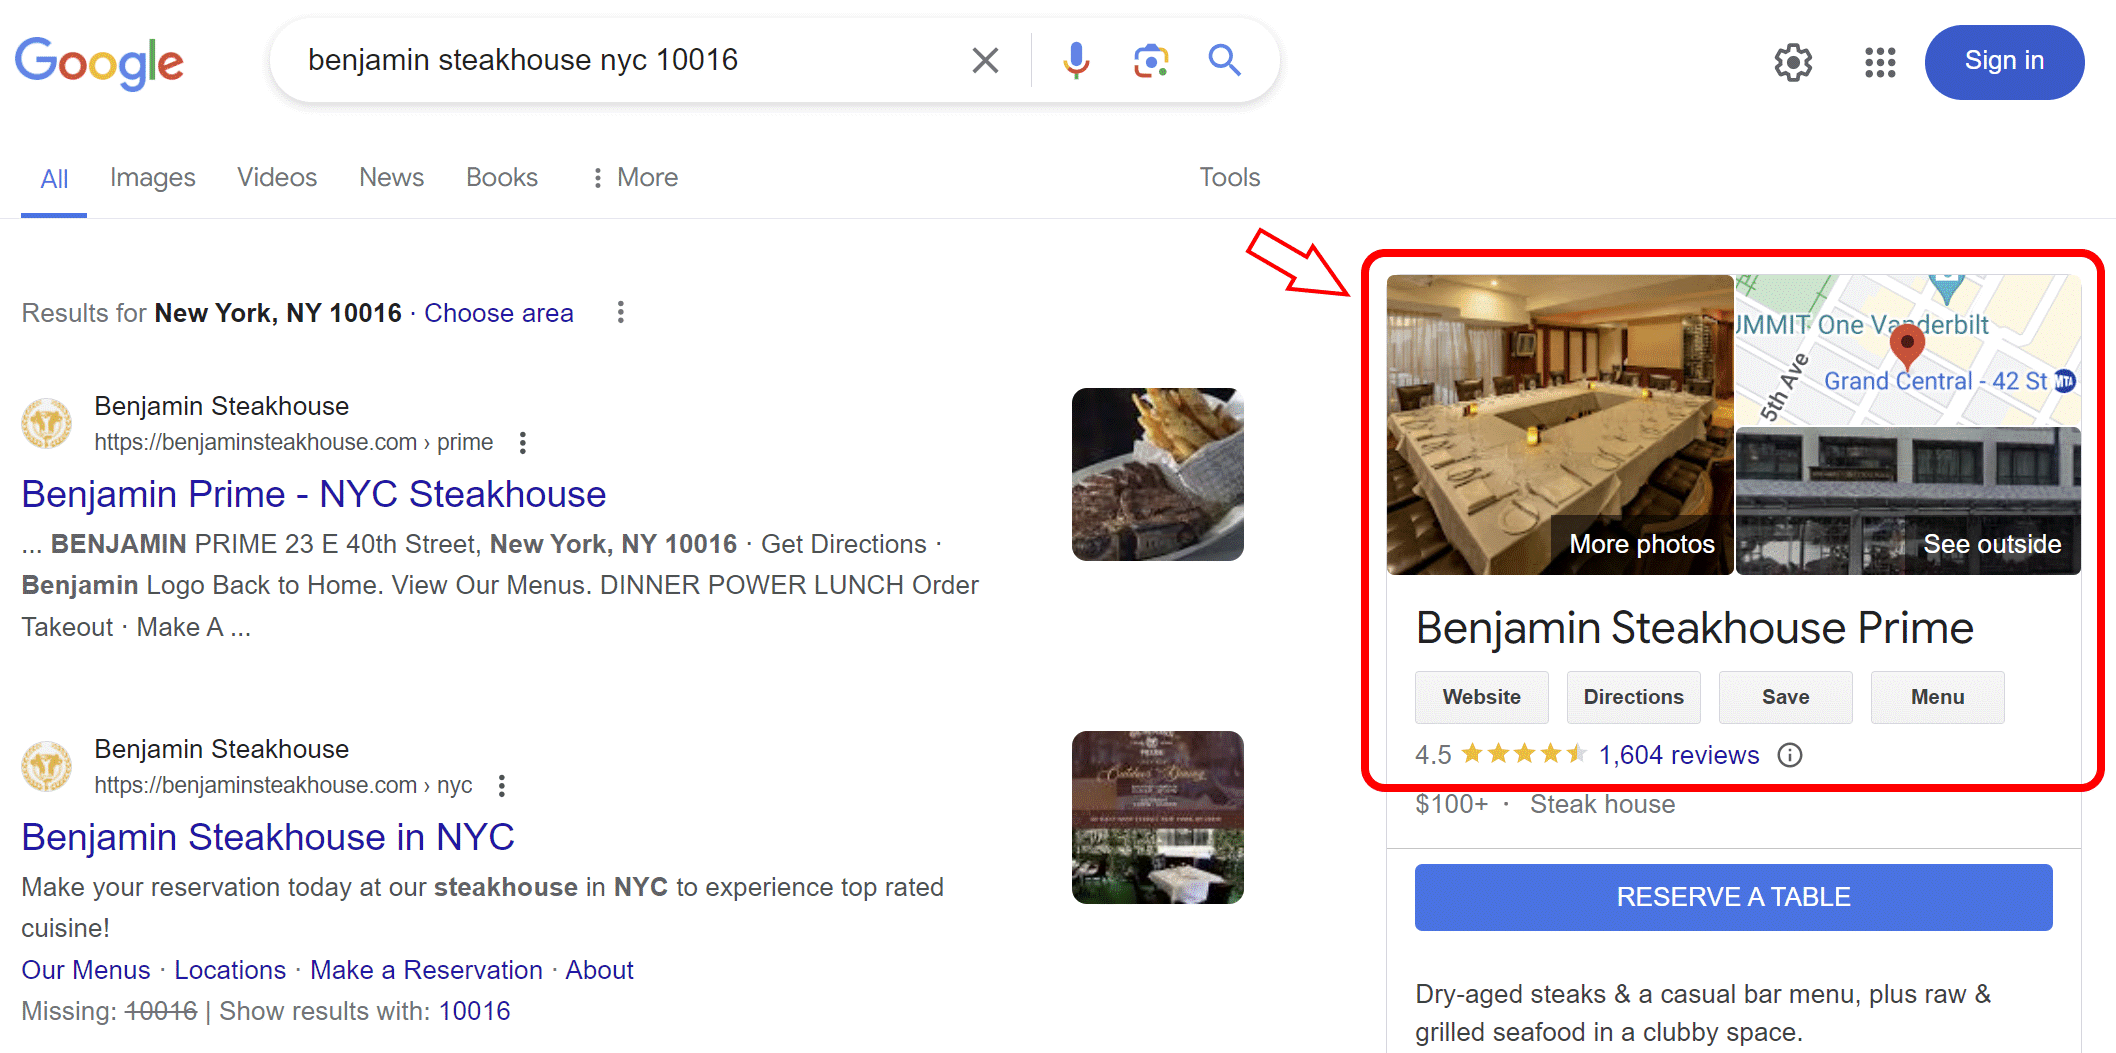 Google
benjamin steakhouse nyc 10016
Sign in
All
Images
Videos
News
Books
More
Tools
Results for New York, NY 10016 · Choose area
Benjamin Steakhouse
https://benjaminsteakhouse.com › prime
Benjamin Prime - NYC Steakhouse
... BENJAMIN PRIME 23 E 40th Street, New York, NY 10016 · Get Directions ·
Benjamin Logo Back to Home. View Our Menus. DINNER POWER LUNCH Order
Takeout · Make A ...
Benjamin Steakhouse
https://benjaminsteakhouse.com › nyc
Benjamin Steakhouse in NYC
Make your reservation today at our steakhouse in NYC to experience top rated
cuisine!
Our Menus · Locations · Make a Reservation · About
Missing: 10016 | Show results with: 10016
UMMIT One Vanderbilt
Grand Central - 42 St
MTA
5th Ave
More photos
See outside
Benjamin Steakhouse Prime
Website
Directions
Save
Menu
4.5
1,604 reviews
$100+ · Steak house
RESERVE A TABLE
Dry-aged steaks & a casual bar menu, plus raw &
grilled seafood in a clubby space.